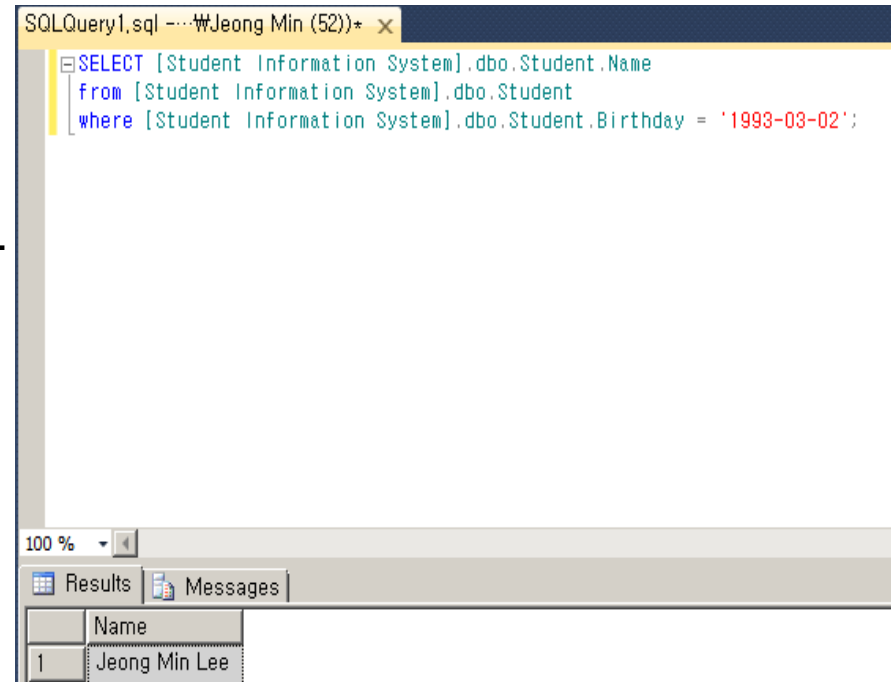 SQLQuery1.sql -...₩Jeong Min (52))* ×
SELECT [Student Information System].dbo.Student.Name
from [Student Information System].dbo.Student
where [Student Information System].dbo.Student.Birthday = '1993-03-02';
100 %
Results Messages
Name
1 Jeong Min Lee